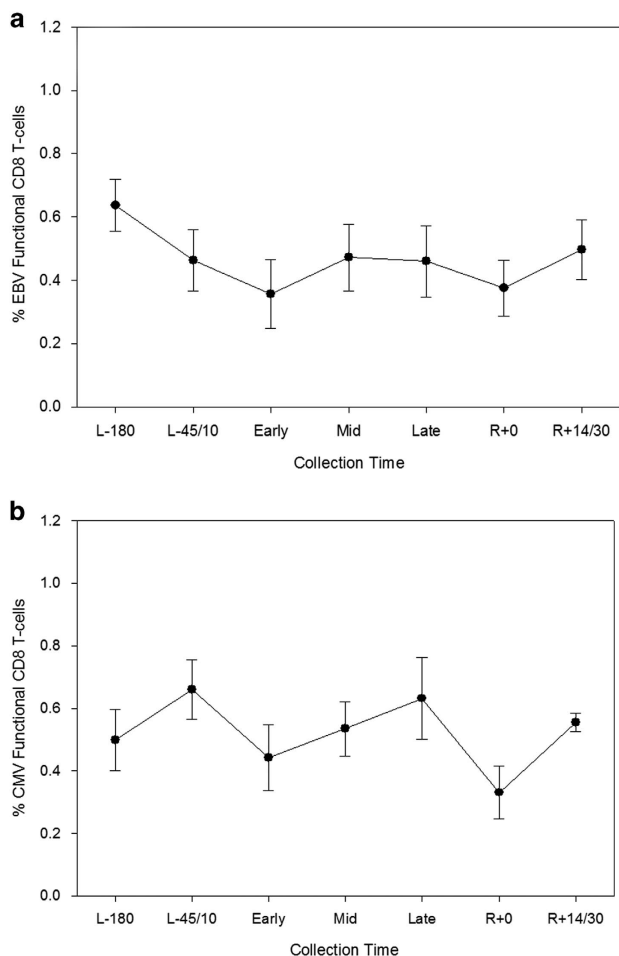 a
1.2
1.0
0.8
0.6
0.4
0.2
0.0
% EBV Functional CD8 T-cells
L-180 L-45/10 Early Mid Late R+0 R+14/30
Collection Time
b
1.2
1.0
0.8
0.6
0.4
0.2
0.0
% CMV Functional CD8 T-cells
L-180 L-45/10 Early Mid Late R+0 R+14/30
Collection Time